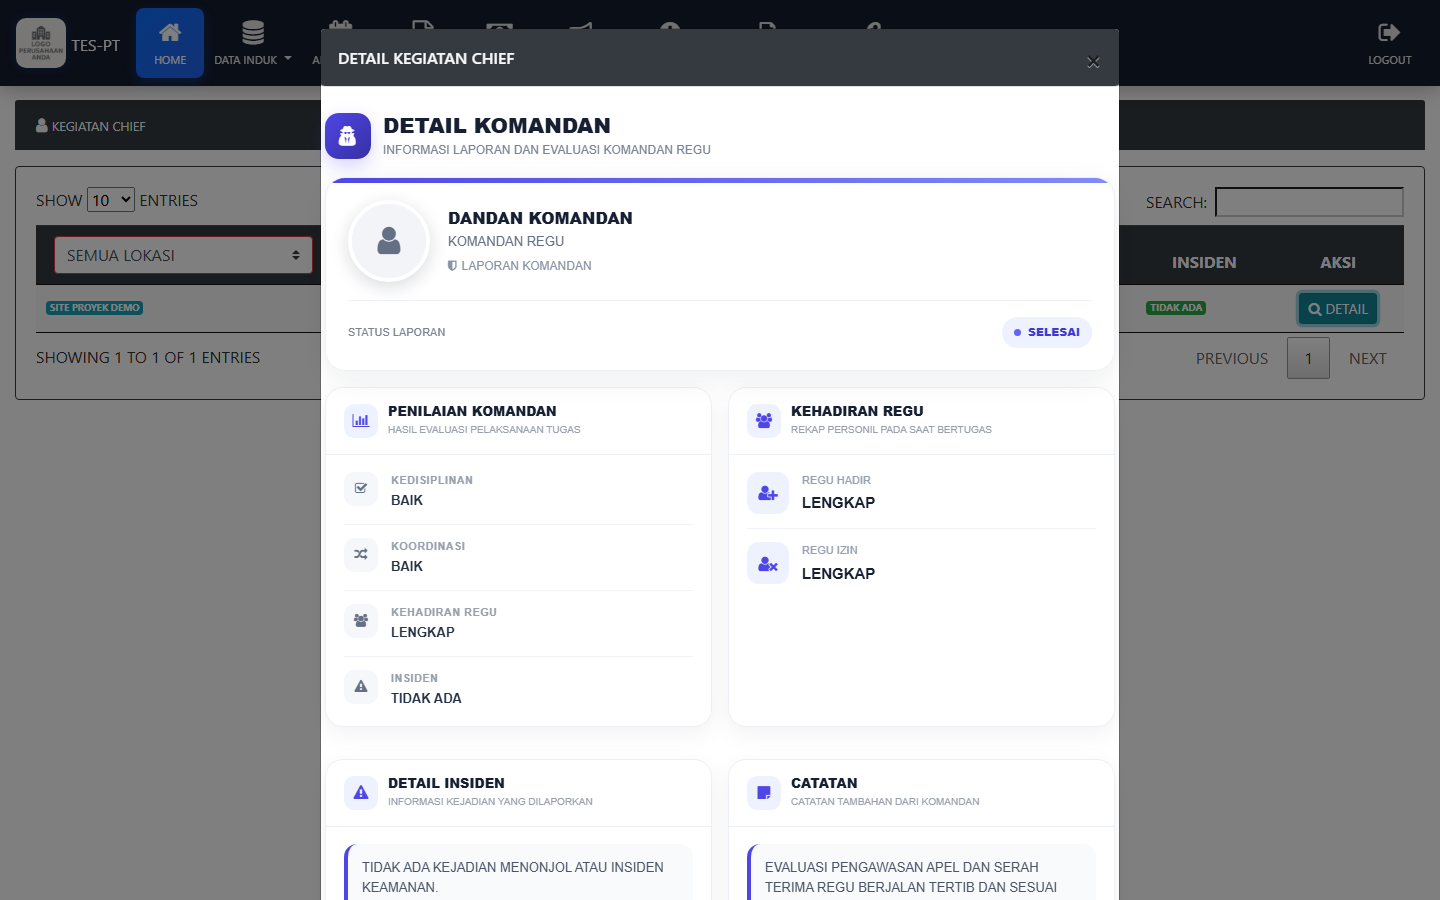 LOGO
PERUSAHAAN
ANDA
TES-PT
HOME
DATA INDUK
LOGOUT
DETAIL KEGIATAN CHIEF
×
KEGIATAN CHIEF
DETAIL KOMANDAN
INFORMASI LAPORAN DAN EVALUASI KOMANDAN REGU
SHOW 10 ENTRIES
SEARCH:
SEMUA LOKASI
INSIDEN
AKSI
SITE PROYEK DEMO
TIDAK ADA
DETAIL
SHOWING 1 TO 1 OF 1 ENTRIES
PREVIOUS
1
NEXT
DANDAN KOMANDAN
KOMANDAN REGU
LAPORAN KOMANDAN
STATUS LAPORAN
SELESAI
PENILAIAN KOMANDAN
HASIL EVALUASI PELAKSANAAN TUGAS
KEDISIPLINAN
BAIK
KOORDINASI
BAIK
KEHADIRAN REGU
LENGKAP
INSIDEN
TIDAK ADA
KEHADIRAN REGU
REKAP PERSONIL PADA SAAT BERTUGAS
REGU HADIR
LENGKAP
REGU IZIN
LENGKAP
DETAIL INSIDEN
INFORMASI KEJADIAN YANG DILAPORKAN
TIDAK ADA KEJADIAN MENONJOL ATAU INSIDEN
KEAMANAN.
CATATAN
CATATAN TAMBAHAN DARI KOMANDAN
EVALUASI PENGAWASAN APEL DAN SERAH
TERIMA REGU BERJALAN TERTIB DAN SESUAI